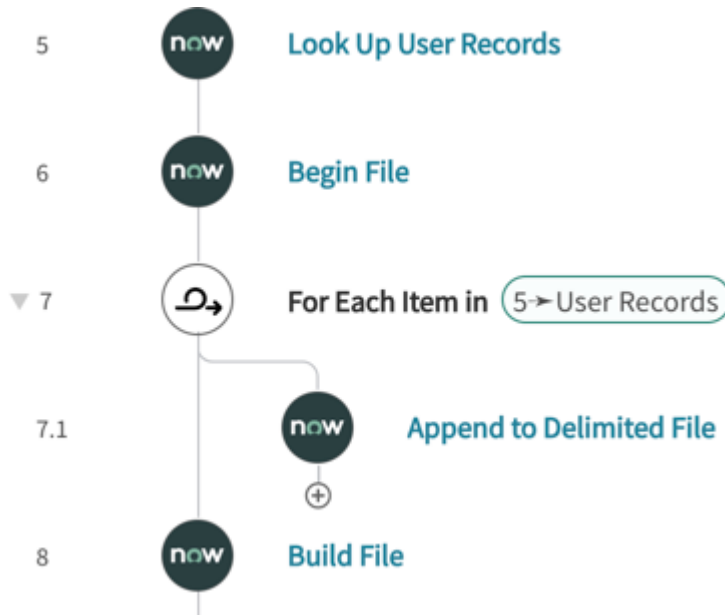 5 now Look Up User Records
6 now Begin File
7 For Each Item in 5➛User Records
7.1 now Append to Delimited File
8 now Build File